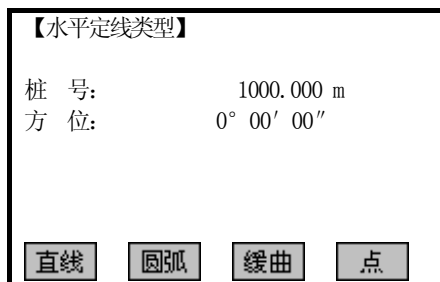 【水平定线类型】
桩 号: 1000.000 m
方 位: 0° 00′ 00″
直线 圆弧 缓曲 点